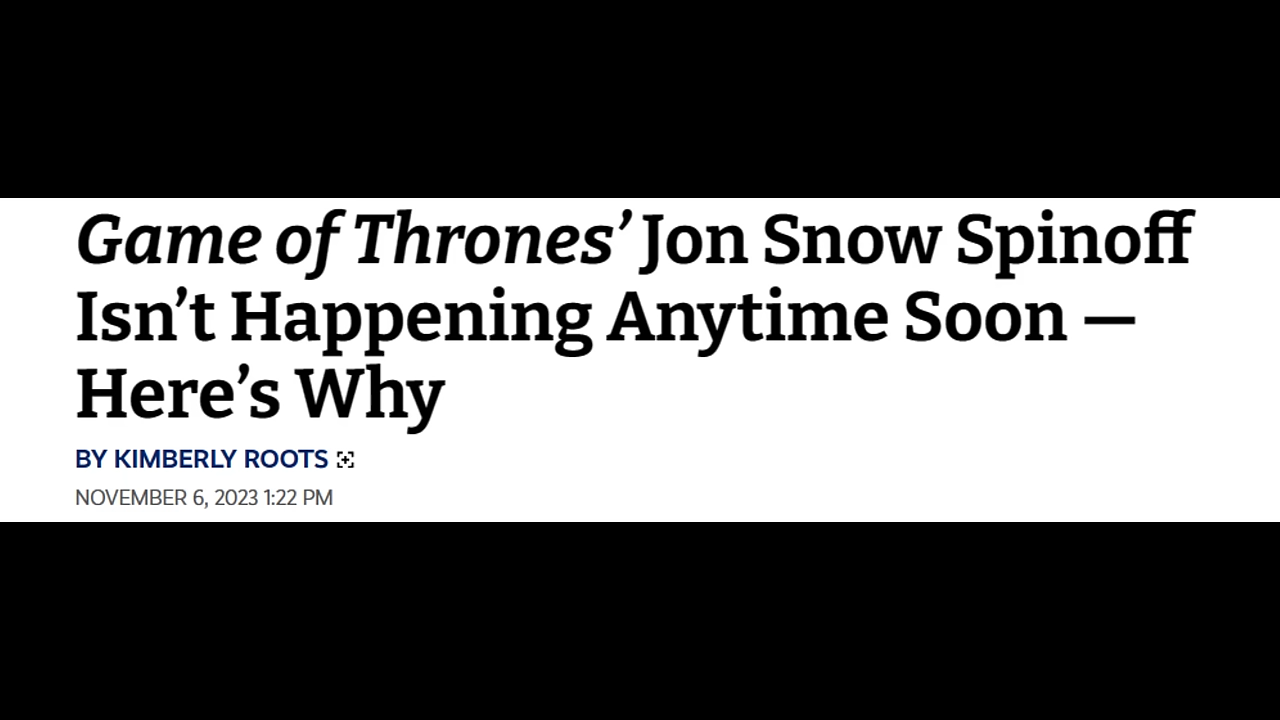 Game of Thrones’ Jon Snow Spinoff
Isn’t Happening Anytime Soon —
Here’s Why
BY KIMBERLY ROOTS
NOVEMBER 6, 2023 1:22 PM